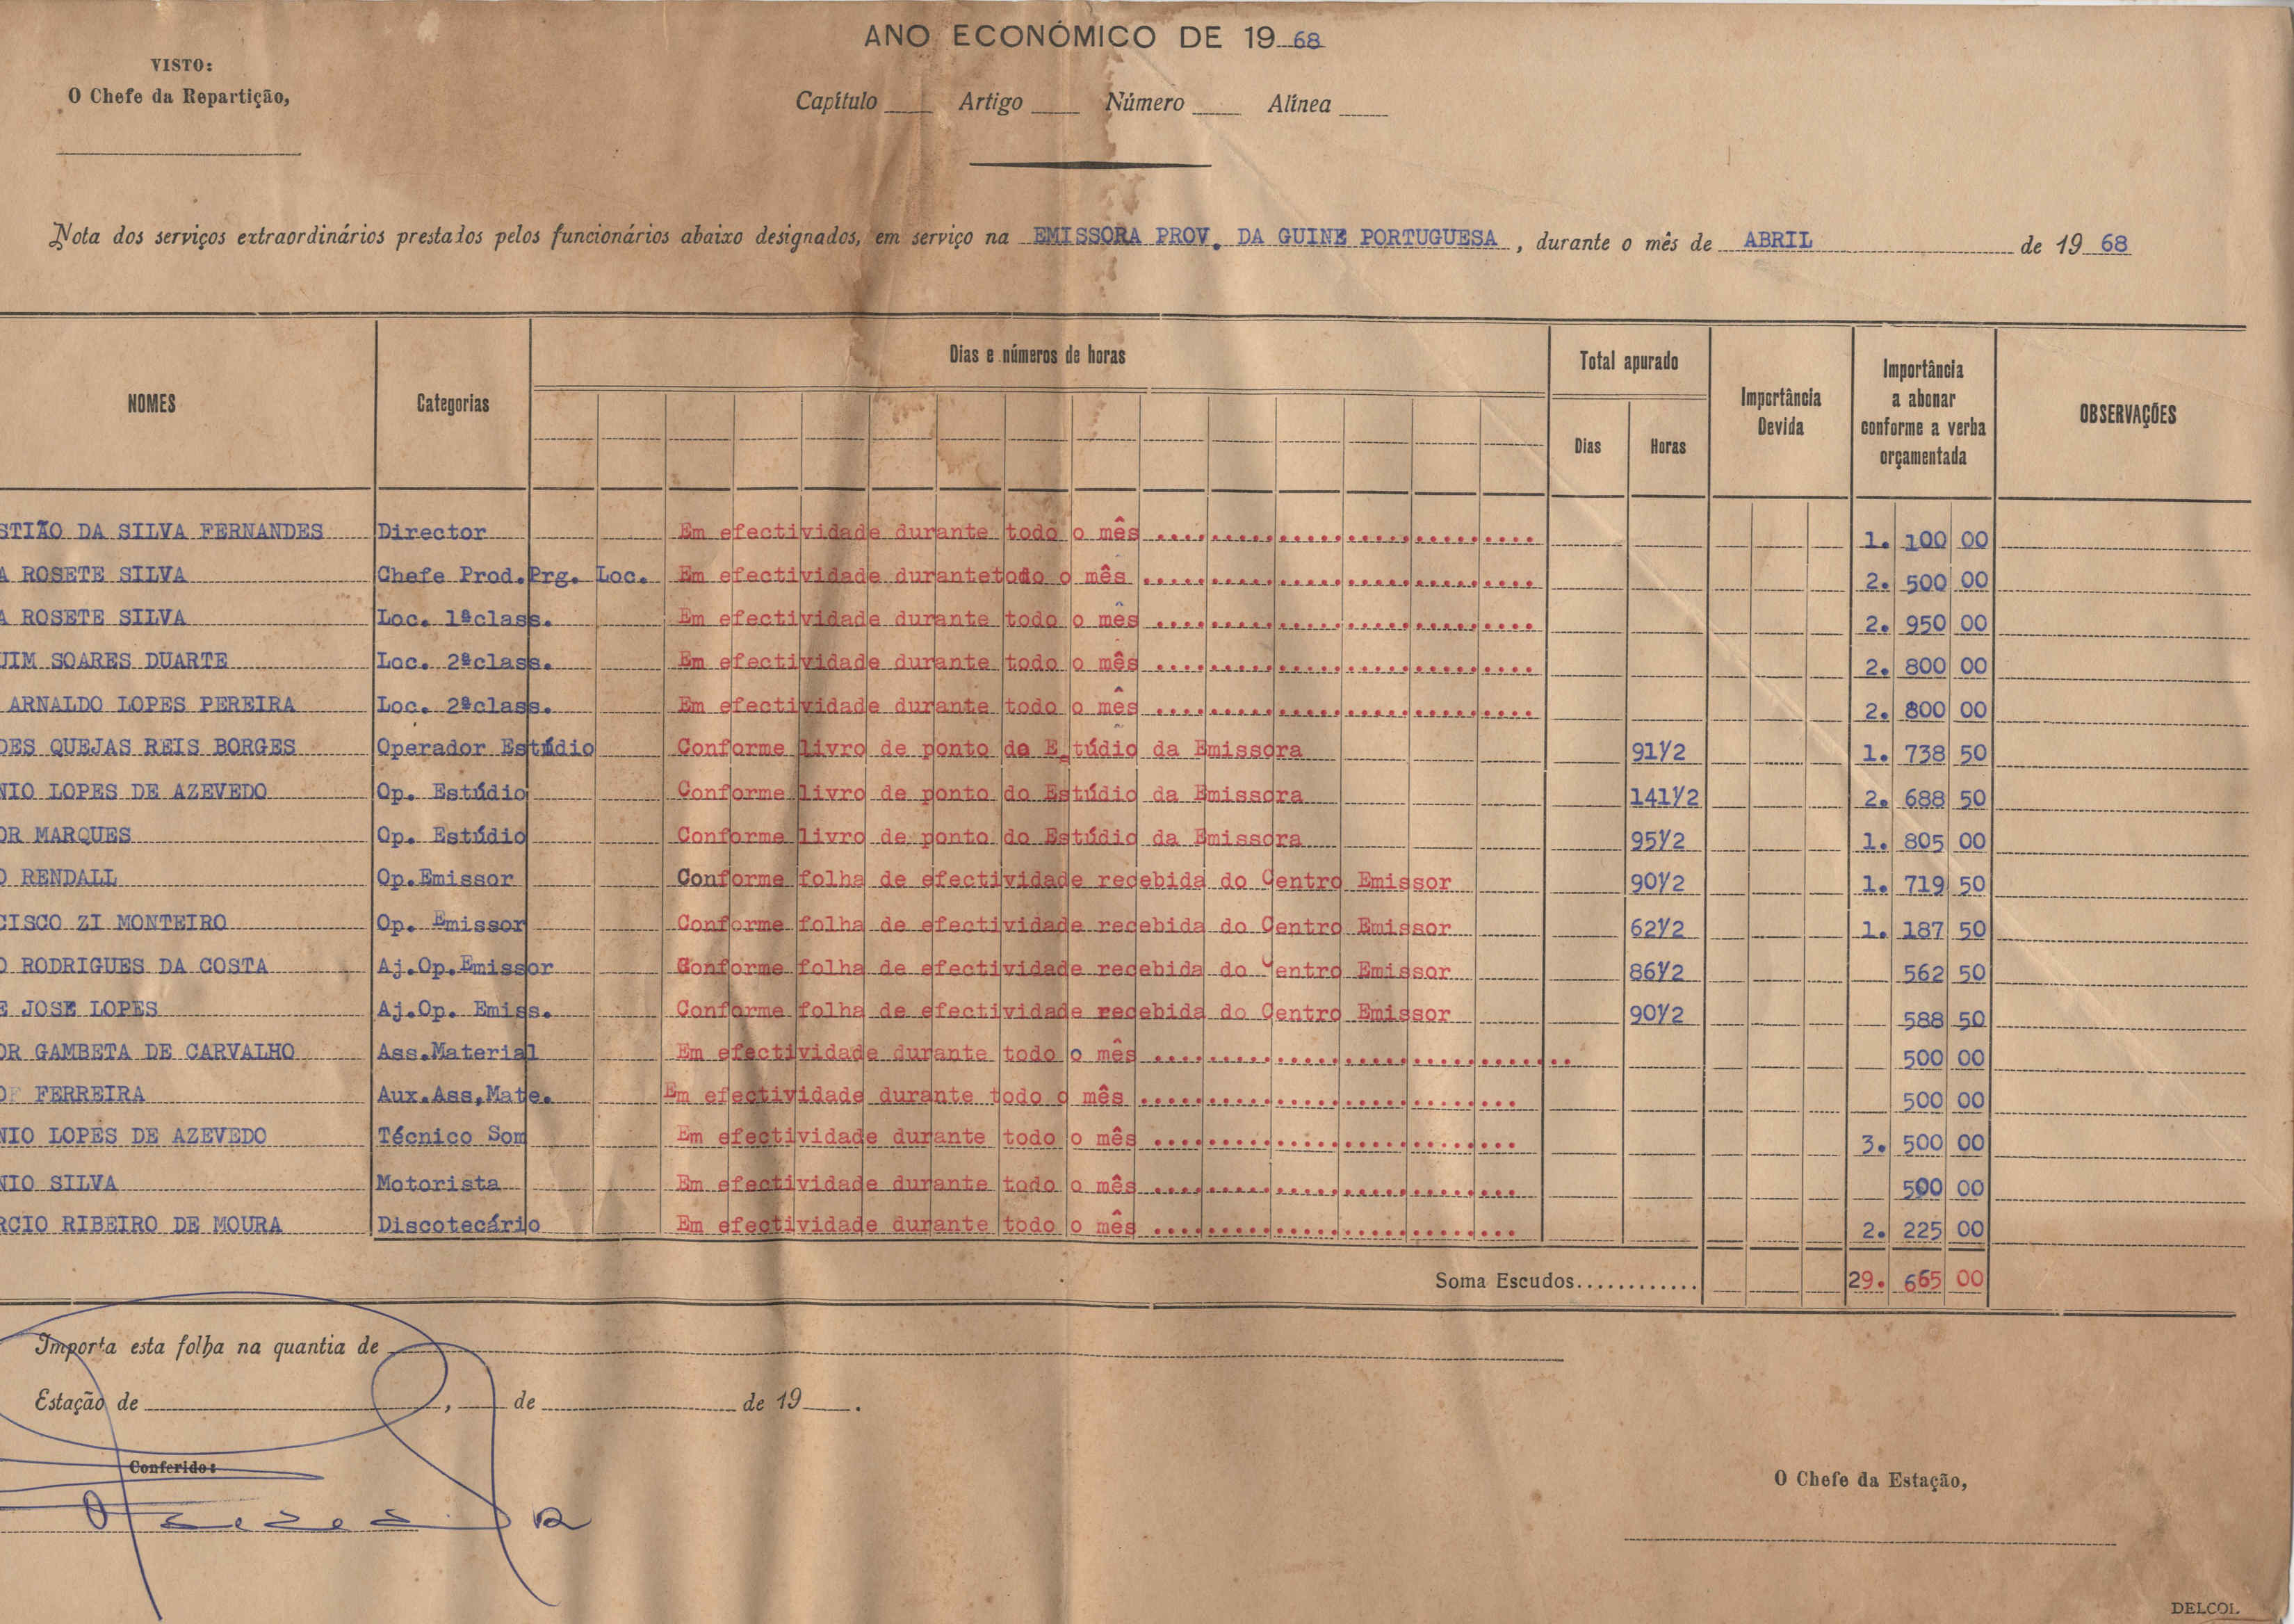 ANO ECONÓMICO DE 19 68
VISTO:
O Chefe da Repartição,
Capítulo Artigo Número Alínea
Nota dos serviços extraordinários prestados pelos funcionários abaixo designados, em serviço na EMISSORA PROV. DA GUINÉ PORTUGUESA, durante o mês de ABRIL de 19 68
NOMES Categorias Dias e números de horas Total apurado Dias Horas Importância Devida Importância a abonar conforme a verba orçamentada OBSERVAÇÕES
STIÃO DA SILVA FERNANDES Director Em efectividade durante todo o mês 1. 100 00
A ROSETE SILVA Chefe Prod.Prg. Loc. Em efectividade durantetodo o mês 2. 500 00
A ROSETE SILVA Loc. 1ªclass. Em efectividade durante todo o mês 2. 950 00
UIM SOARES DUARTE Loc. 2ªclass. Em efectividade durante todo o mês 2. 800 00
ARNALDO LOPES PEREIRA Loc. 2ªclass. Em efectividade durante todo o mês 2. 800 00
DES QUEJAS REIS BORGES Operador Estúdio Conforme livro de ponto do E túdio da Emissora 911/2 1. 738 50
NIO LOPES DE AZEVEDO Op. Estúdio Conforme livro de ponto do Estúdio da Emissora 1411/2 2. 688 50
OR MARQUES Op. Estúdio Conforme livro de ponto do Estúdio da Emissora 951/2 1. 805 00
O RENDALL Op.Emissor Conforme folha de efectividade recebida do Centro Emissor 901/2 1. 719 50
CISCO ZI MONTEIRO Op. Emissor Conforme folha de efectividade recebida do Centro Emissor 621/2 1. 187 50
O RODRIGUES DA COSTA Aj.Op.Emissor Conforme folha de efectividade recebida do Centro Emissor 861/2 562 50
E JOSÉ LOPES Aj.Op. Emiss. Conforme folha de efectividade recebida do Centro Emissor 901/2 588 50
OR GAMBETA DE CARVALHO Ass.Material Em efectividade durante todo o mês 500 00
OF FERREIRA Aux.Ass,Mate. Em efectividade durante todo o mês 500 00
NIO LOPES DE AZEVEDO Técnico Som Em efectividade durante todo o mês 3. 500 00
NIO SILVA Motorista Em efectividade durante todo o mês 500 00
RCIO RIBEIRO DE MOURA Discotecário Em efectividade durante todo o mês 2. 225 00
Soma Escudos............ 29. 665 00
Importa esta folha na quantia de
Estação de , de de 19 .
Conferido:
O Chefe da Estação,
DELCOL